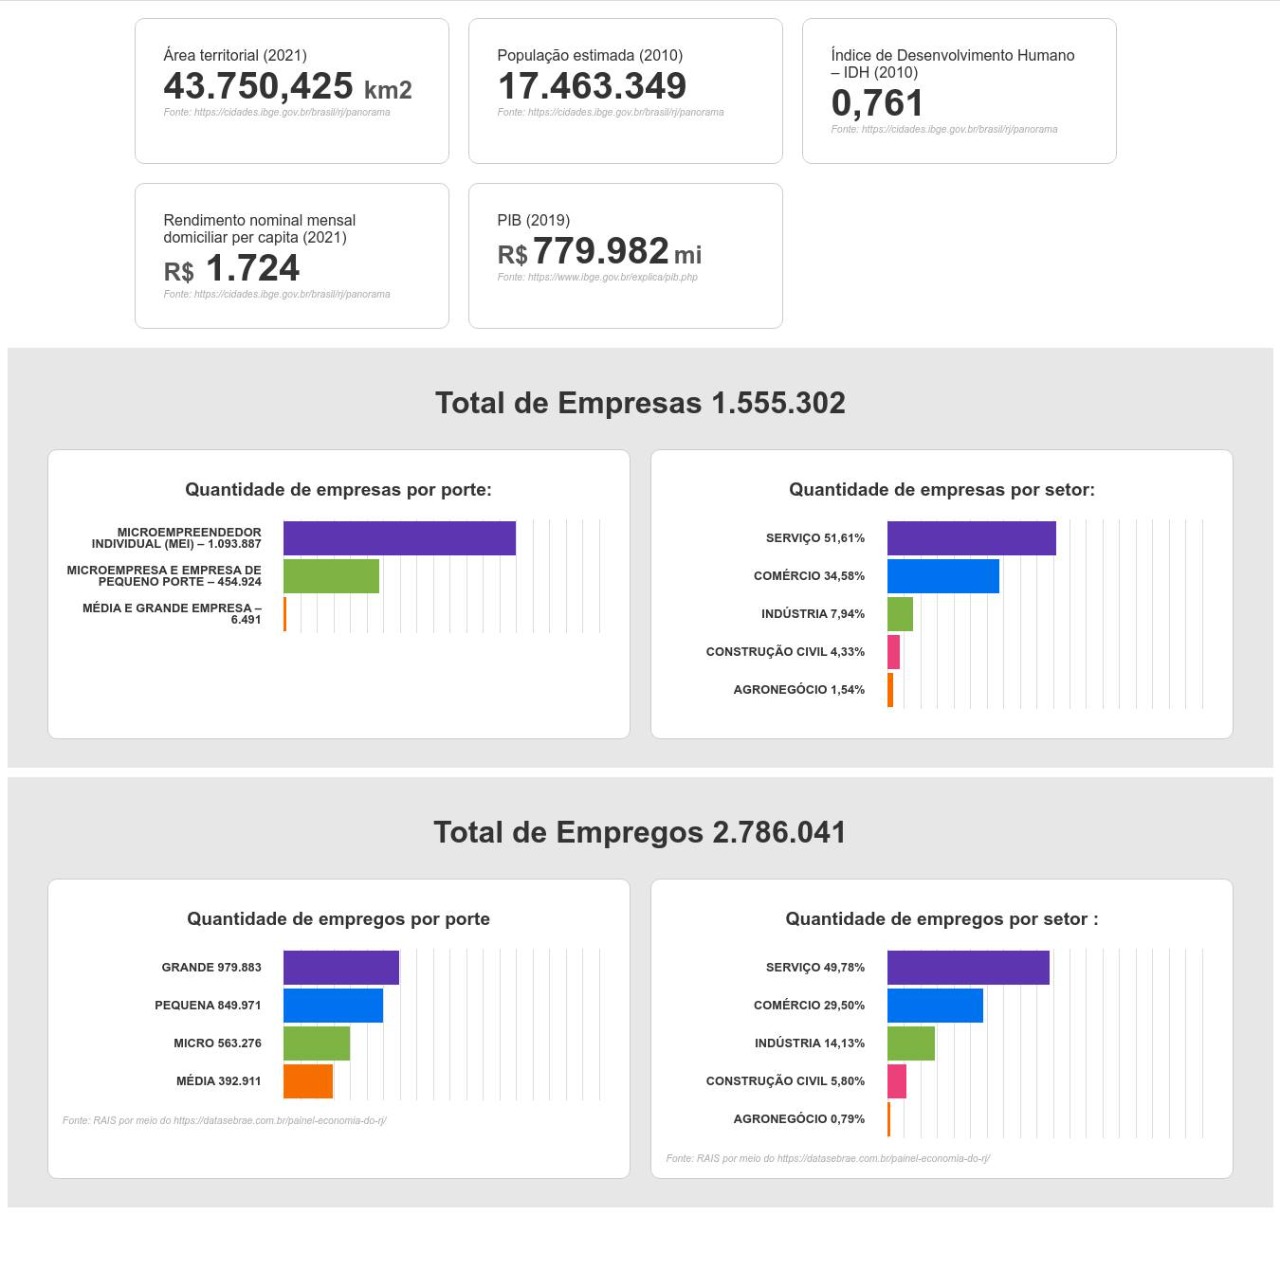 Área territorial (2021)
43.750,425 km2
Fonte: https://cidades.ibge.gov.br/brasil/rj/panorama
População estimada (2010)
17.463.349
Fonte: https://cidades.ibge.gov.br/brasil/rj/panorama
Índice de Desenvolvimento Humano
– IDH (2010)
0,761
Fonte: https://cidades.ibge.gov.br/brasil/rj/panorama
Rendimento nominal mensal
domiciliar per capita (2021)
R$ 1.724
Fonte: https://cidades.ibge.gov.br/brasil/rj/panorama
PIB (2019)
R$ 779.982 mi
Fonte: https://www.ibge.gov.br/explica/pib.php
Total de Empresas 1.555.302
Quantidade de empresas por porte:
MICROEMPREENDEDOR
INDIVIDUAL (MEI) – 1.093.887
MICROEMPRESA E EMPRESA DE
PEQUENO PORTE – 454.924
MÉDIA E GRANDE EMPRESA –
6.491
Quantidade de empresas por setor:
SERVIÇO 51,61%
COMÉRCIO 34,58%
INDÚSTRIA 7,94%
CONSTRUÇÃO CIVIL 4,33%
AGRONEGÓCIO 1,54%
Total de Empregos 2.786.041
Quantidade de empregos por porte
GRANDE 979.883
PEQUENA 849.971
MICRO 563.276
MÉDIA 392.911
Fonte: RAIS por meio do https://datasebrae.com.br/painel-economia-do-rj/
Quantidade de empregos por setor :
SERVIÇO 49,78%
COMÉRCIO 29,50%
INDÚSTRIA 14,13%
CONSTRUÇÃO CIVIL 5,80%
AGRONEGÓCIO 0,79%
Fonte: RAIS por meio do https://datasebrae.com.br/painel-economia-do-rj/